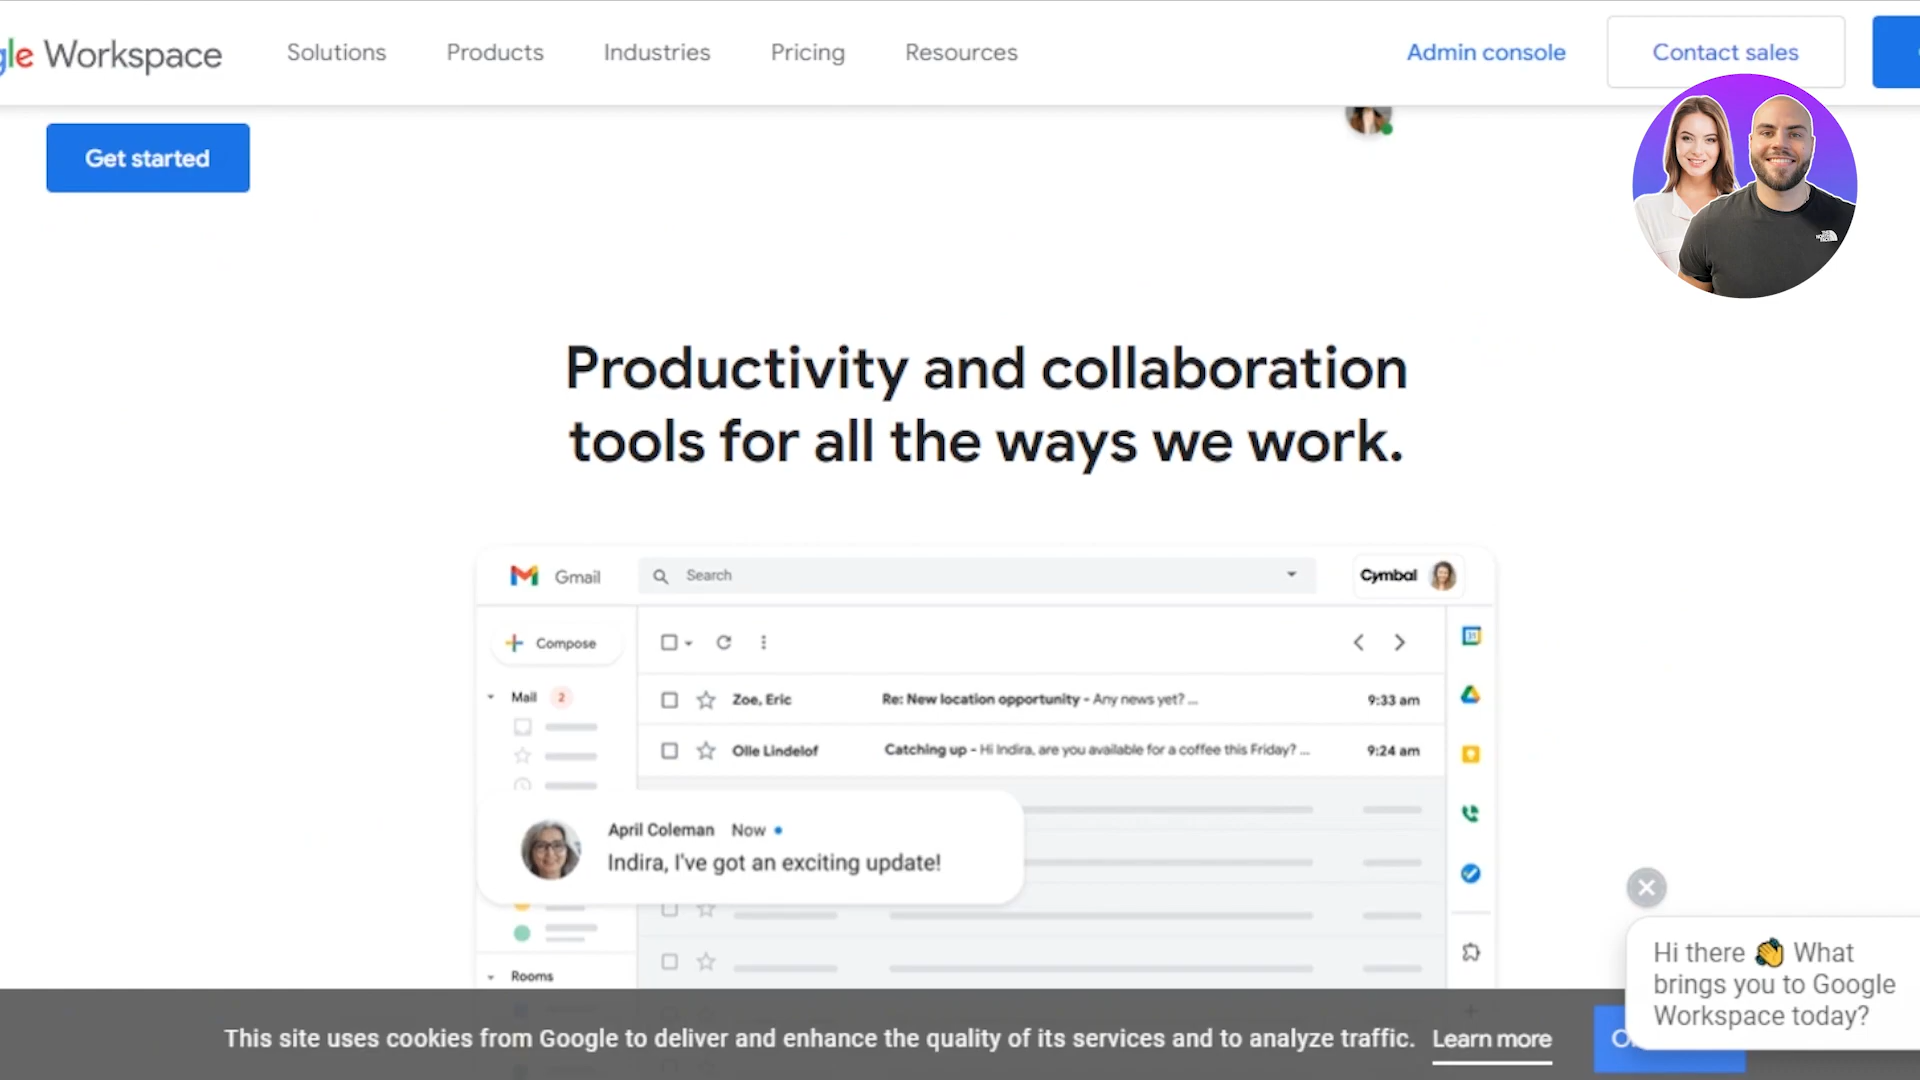 gle Workspace
Solutions
Products
Industries
Pricing
Resources
Admin console
Contact sales
Get started
THE NORTH FACE
Productivity and collaboration
tools for all the ways we work.
Gmail
Search
Cymbal
Compose
31
Mail 2
Zoe, Eric
Re: New location opportunity - Any news yet? ...
9:33 am
Olle Lindelof
Catching up - Hi Indira, are you available for a coffee this Friday? ...
9:24 am
April Coleman Now
Indira, I've got an exciting update!
Rooms
Hi there 👋 What
brings you to Google
Workspace today?
This site uses cookies from Google to deliver and enhance the quality of its services and to analyze traffic. Learn more